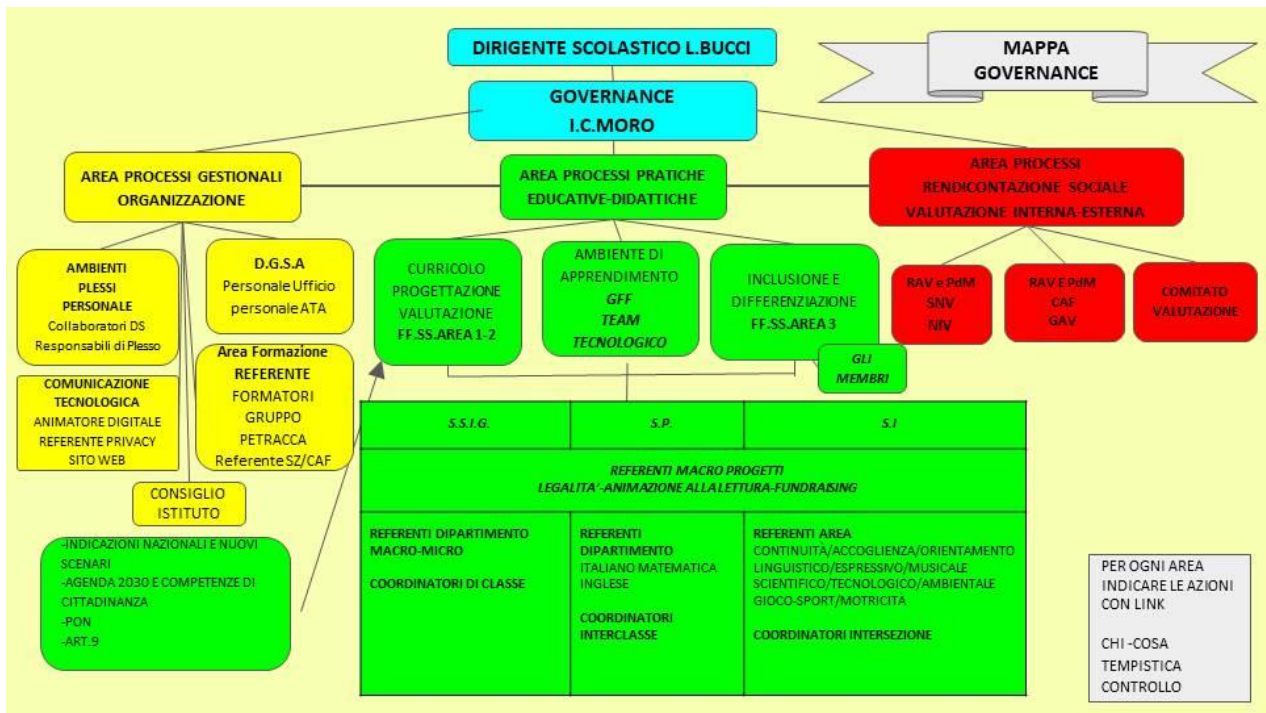 DIRIGENTE SCOLASTICO L.BUCCI
MAPPA
GOVERNANCE
GOVERNANCE
I.C.MORO
AREA PROCESSI GESTIONALI
ORGANIZZAZIONE
AREA PROCESSI PRATICHE
EDUCATIVE-DIDATTICHE
AREA PROCESSI
RENDICONTAZIONE SOCIALE
VALUTAZIONE INTERNA-ESTERNA
AMBIENTI
PLESSI
PERSONALE
Collaboratori DS
Responsabili di Plesso
D.G.S.A
Personale Ufficio
personale ATA
CURRICOLO
PROGETTAZIONE
VALUTAZIONE
FF.SS.AREA 1-2
AMBIENTE DI
APPRENDIMENTO
GFF
TEAM
TECNOLOGICO
INCLUSIONE E
DIFFERENZIAZIONE
FF.SS.AREA 3
GLI
MEMBRI
RAV e PdM
SNV
NIV
RAV E PdM
CAF
GAV
COMITATO
VALUTAZIONE
COMUNICAZIONE
TECNOLOGICA
ANIMATORE DIGITALE
REFERENTE PRIVACY
SITO WEB
Area Formazione
REFERENTE
FORMATORI
GRUPPO
PETRACCA
Referente SZ/CAF
CONSIGLIO
ISTITUTO
-INDICAZIONI NAZIONALI E NUOVI
SCENARI
-AGENDA 2030 E COMPETENZE DI
CITTADINANZA
-PON
-ART.9
S.S.I.G.
S.P.
S.I
REFERENTI MACRO PROGETTI
LEGALITA'-ANIMAZIONE ALLA LETTURA-FUNDRAISING
REFERENTI DIPARTIMENTO
MACRO-MICRO
COORDINATORI DI CLASSE
REFERENTI
DIPARTIMENTO
ITALIANO MATEMATICA
INGLESE
COORDINATORI
INTERCLASSE
REFERENTI AREA
CONTINUITÀ/ACCOGLIENZA/ORIENTAMENTO
LINGUISTICO/ESPRESSIVO/MUSICALE
SCIENTIFICO/TECNOLOGICO/AMBIENTALE
GIOCO-SPORT/MOTRICITÀ
COORDINATORI INTERSEZIONE
PER OGNI AREA
INDICARE LE AZIONI
CON LINK
CHI -COSA
TEMPISTICA
CONTROLLO